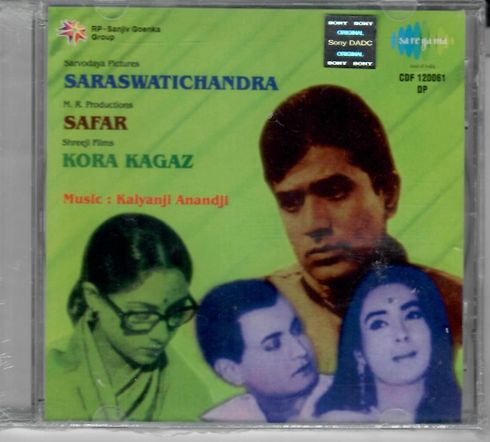 RP-Sanjiv Goenka
Group
SONY SONY
ORIGINAL
Sony DADC
ORIGINAL
SONY SONY
Saregama
CDF 120061
DP
Sarvodaya Pictures
SARASWATICHANDRA
M. R. Productions
SAFAR
Shreeji Films
KORA KAGAZ
Music : Kalyanji Anandji